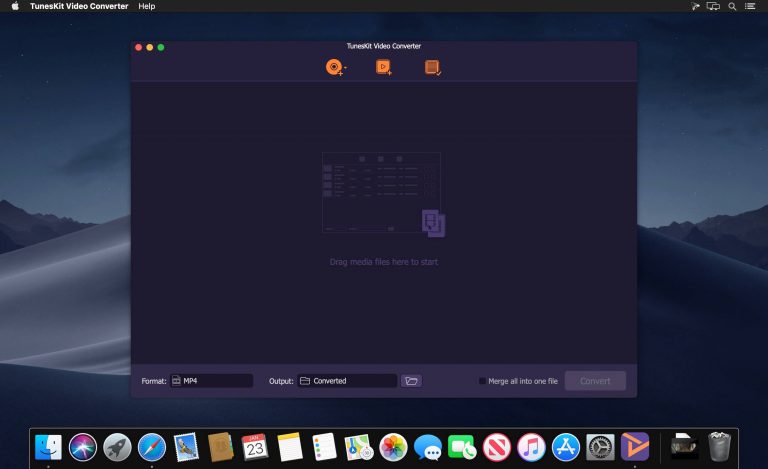 TunesKit Video Converter Help
TunesKit Video Converter
Drag media files here to start
Format: MP4 Output: Converted Merge all into one file Convert
JAN
23